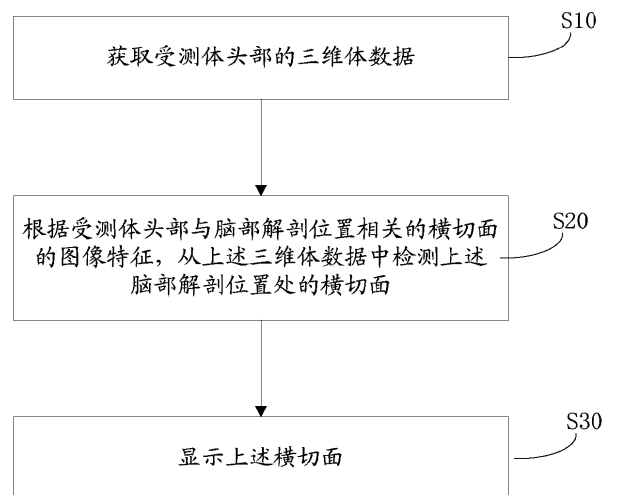 S10
获取受测体头部的三维体数据
S20
根据受测体头部与脑部解剖位置相关的横切面
的图像特征，从上述三维体数据中检测上述
脑部解剖位置处的横切面
S30
显示上述横切面